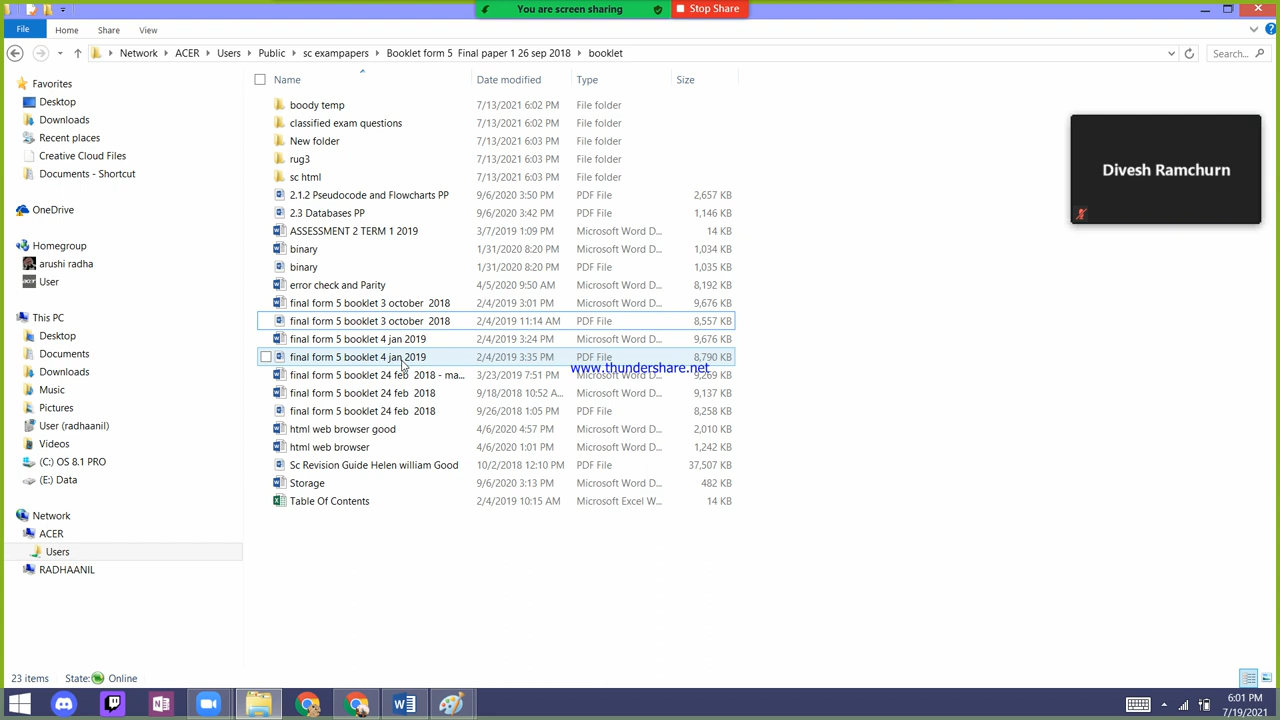 You are screen sharing
Stop Share
File
Home
Share
View
Network
ACER
Users
Public
sc exampapers
Booklet form 5 Final paper 1 26 sep 2018
booklet
Search...
Name
Date modified
Type
Size
Favorites
Desktop
Downloads
Recent places
Creative Cloud Files
Documents - Shortcut
OneDrive
Homegroup
arushi radha
User
This PC
Desktop
Documents
Downloads
Music
Pictures
User (radhaanil)
Videos
(C:) OS 8.1 PRO
(E:) Data
Network
ACER
Users
RADHAANIL
boody temp 7/13/2021 6:02 PM File folder
classified exam questions 7/13/2021 6:02 PM File folder
New folder 7/13/2021 6:03 PM File folder
rug3 7/13/2021 6:03 PM File folder
sc html 7/13/2021 6:03 PM File folder
2.1.2 Pseudocode and Flowcharts PP 9/6/2020 3:50 PM PDF File 2,657 KB
2.3 Databases PP 9/6/2020 3:42 PM PDF File 1,146 KB
ASSESSMENT 2 TERM 1 2019 3/7/2019 1:09 PM Microsoft Word D... 14 KB
binary 1/31/2020 8:20 PM Microsoft Word D... 1,034 KB
binary 1/31/2020 8:20 PM PDF File 1,035 KB
error check and Parity 4/5/2020 9:50 AM Microsoft Word D... 8,192 KB
final form 5 booklet 3 october 2018 2/4/2019 3:01 PM Microsoft Word D... 9,676 KB
final form 5 booklet 3 october 2018 2/4/2019 11:14 AM PDF File 8,557 KB
final form 5 booklet 4 jan 2019 2/4/2019 3:24 PM Microsoft Word D... 9,676 KB
final form 5 booklet 4 jan 2019 2/4/2019 3:35 PM PDF File 8,790 KB
www.thundershare.net
final form 5 booklet 24 feb 2018 - ma... 3/23/2019 7:51 PM Microsoft Word D... 9,269 KB
final form 5 booklet 24 feb 2018 9/18/2018 10:52 A... Microsoft Word D... 9,137 KB
final form 5 booklet 24 feb 2018 9/26/2018 1:05 PM PDF File 8,258 KB
html web browser good 4/6/2020 4:57 PM Microsoft Word D... 2,010 KB
html web browser 4/6/2020 1:01 PM Microsoft Word D... 1,242 KB
Sc Revision Guide Helen william Good 10/2/2018 12:10 PM PDF File 37,507 KB
Storage 9/6/2020 3:13 PM Microsoft Word D... 482 KB
Table Of Contents 2/4/2019 10:15 AM Microsoft Excel W... 14 KB
Divesh Ramchurn
23 items State: Online
6:01 PM
7/19/2021